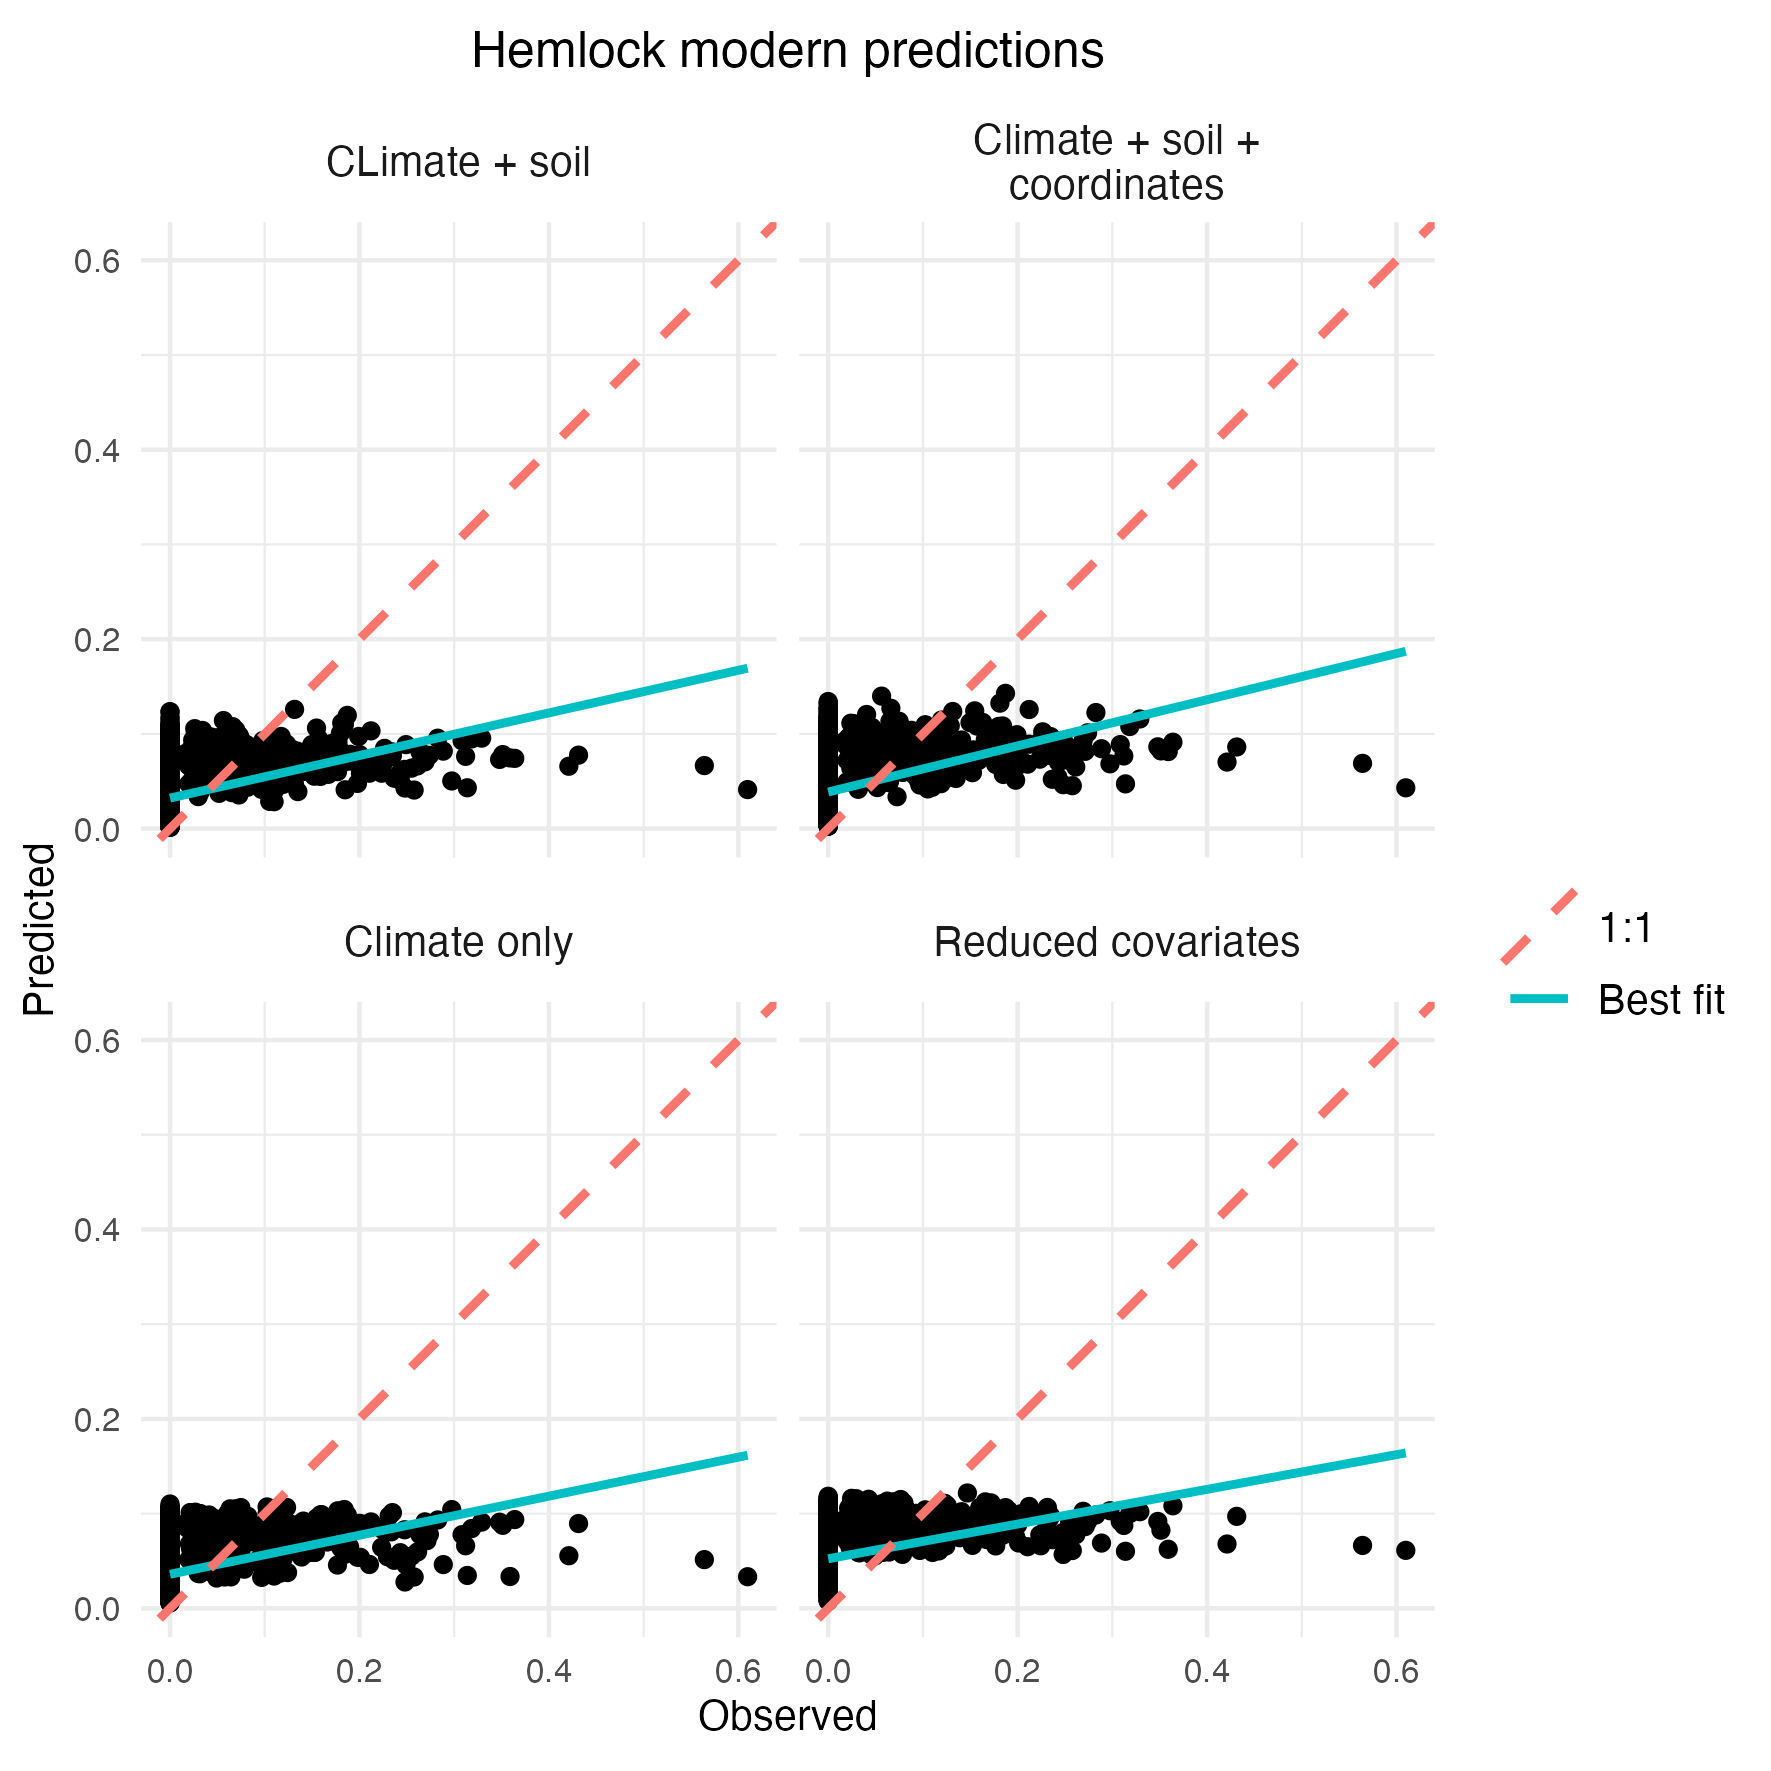 Hemlock modern predictions
CLimate + soil
Climate + soil +
coordinates
0.6
0.4
0.2
0.0
Climate only
Reduced covariates
0.6
0.4
0.2
0.0
0.0 0.2 0.4 0.6
0.0 0.2 0.4 0.6
Observed
Predicted
1:1
Best fit